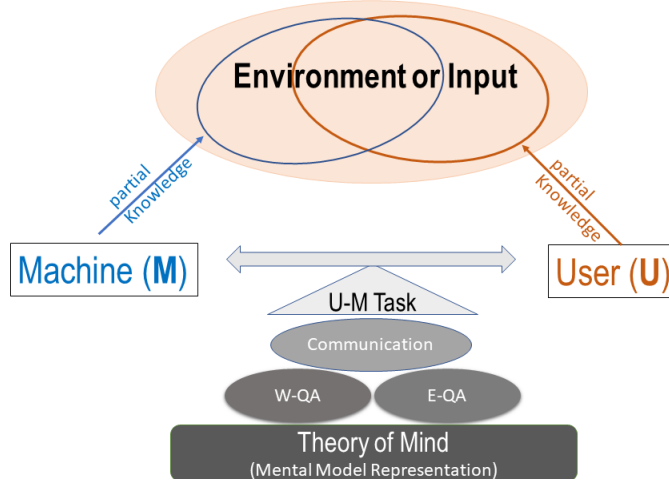 Environment or Input
partial
Knowledge
partial
Knowledge
Machine (M)
User (U)
U-M Task
Communication
W-QA
E-QA
Theory of Mind
(Mental Model Representation)